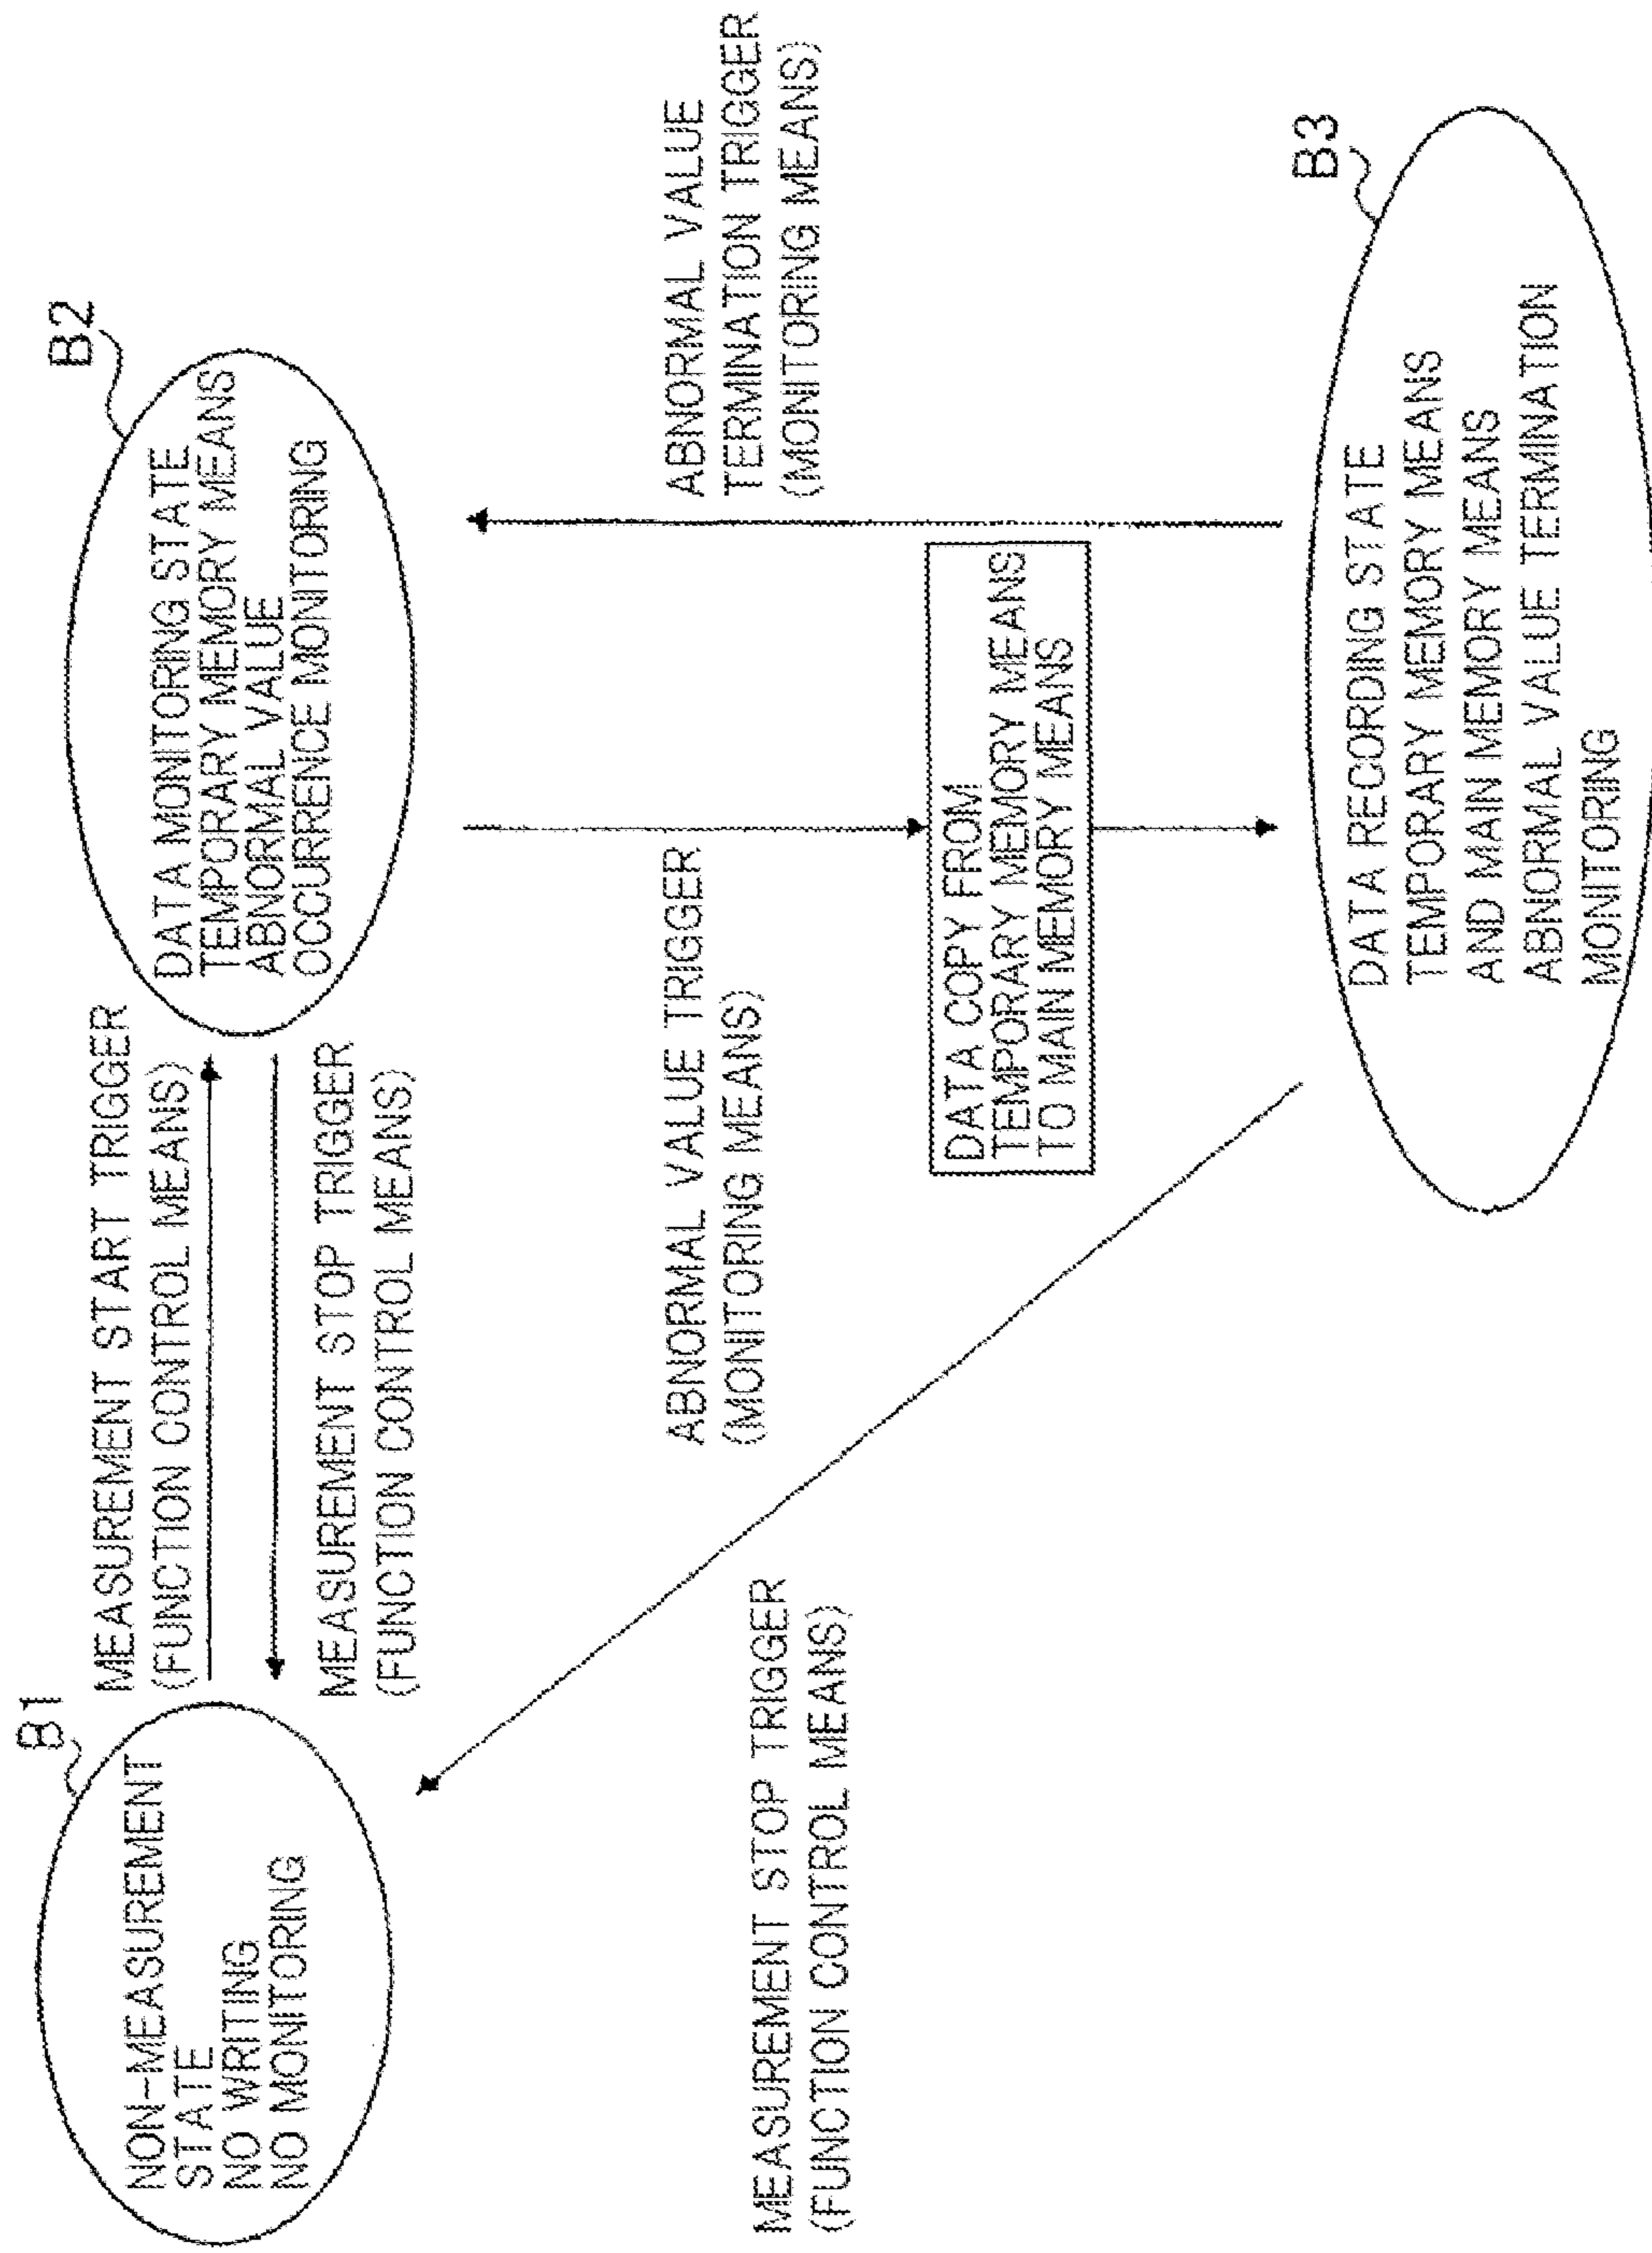 B1
NON-MEASUREMENT
STATE
NO WRITING
NO MONITORING
MEASUREMENT START TRIGGER
(FUNCTION CONTROL MEANS)
MEASUREMENT STOP TRIGGER
(FUNCTION CONTROL MEANS)
B2
DATA MONITORING STATE
TEMPORARY MEMORY MEANS
ABNORMAL VALUE
OCCURRENCE MONITORING
ABNORMAL VALUE TRIGGER
(MONITORING MEANS)
ABNORMAL VALUE
TERMINATION TRIGGER
(MONITORING MEANS)
MEASUREMENT STOP TRIGGER
(FUNCTION CONTROL MEANS)
DATA COPY FROM
TEMPORARY MEMORY MEANS
TO MAIN MEMORY MEANS
B3
DATA RECORDING STATE
TEMPORARY MEMORY MEANS
AND MAIN MEMORY MEANS
ABNORMAL VALUE TERMINATION
MONITORING